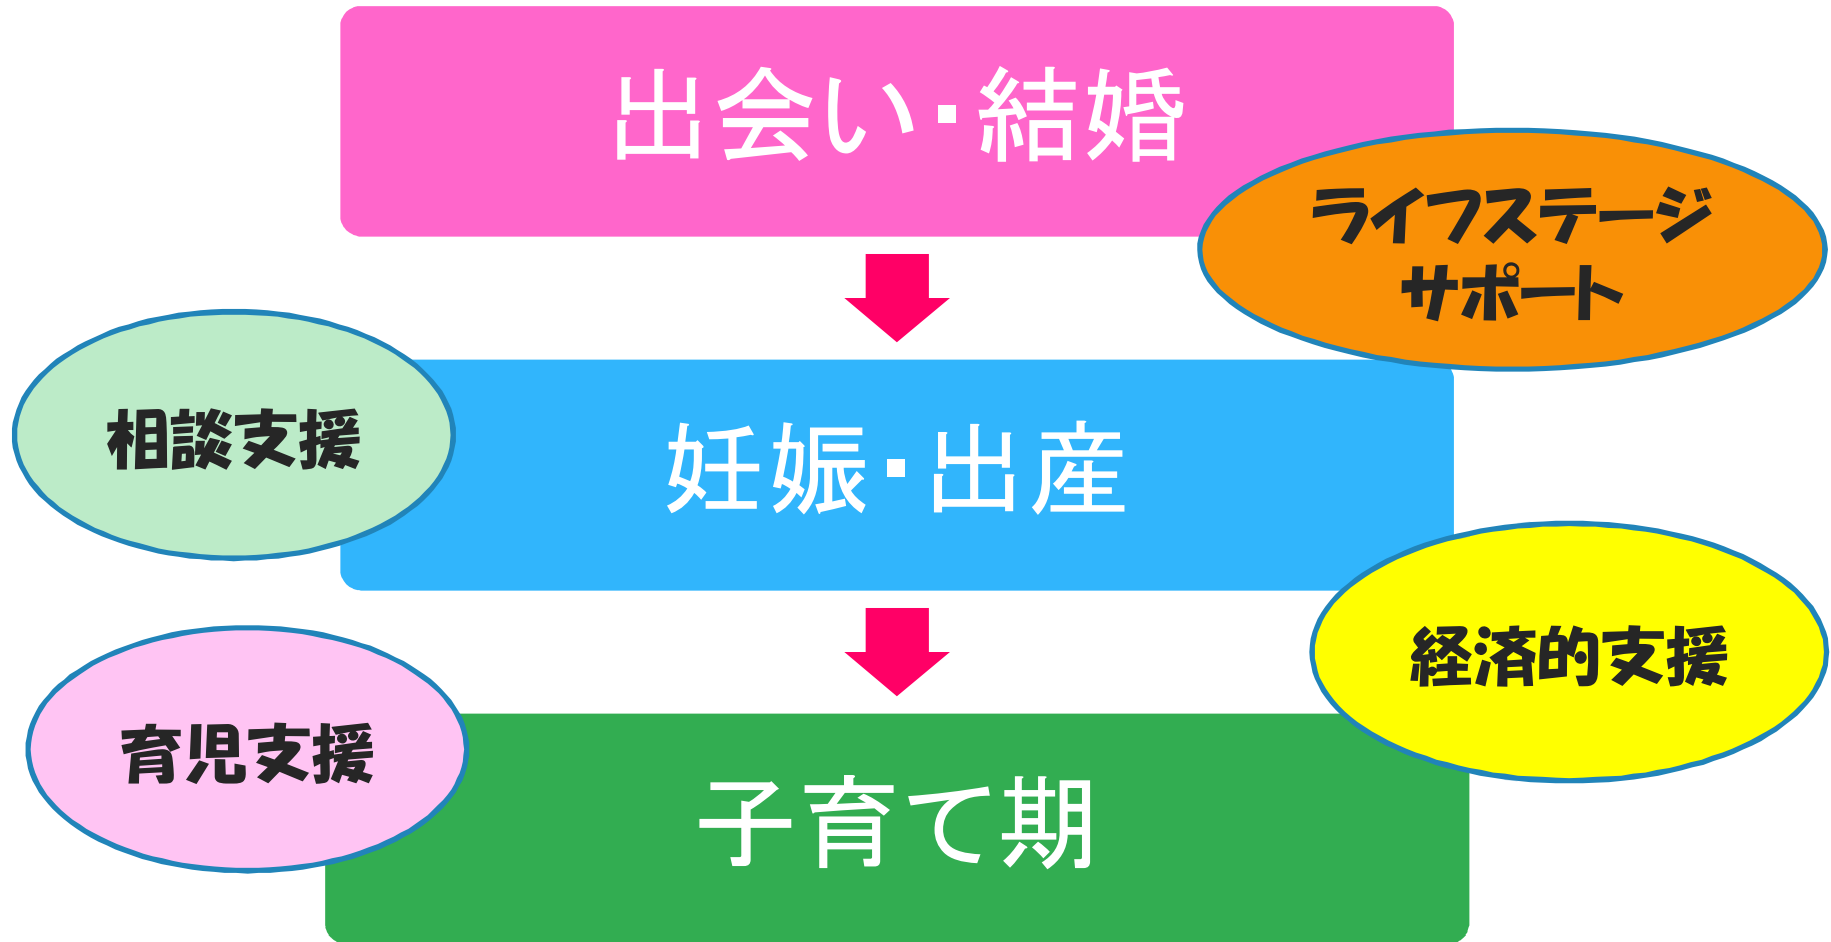 出会い・結婚
ライフステージ
サポート
相談支援
妊娠・出産
経済的支援
育児支援
子育て期